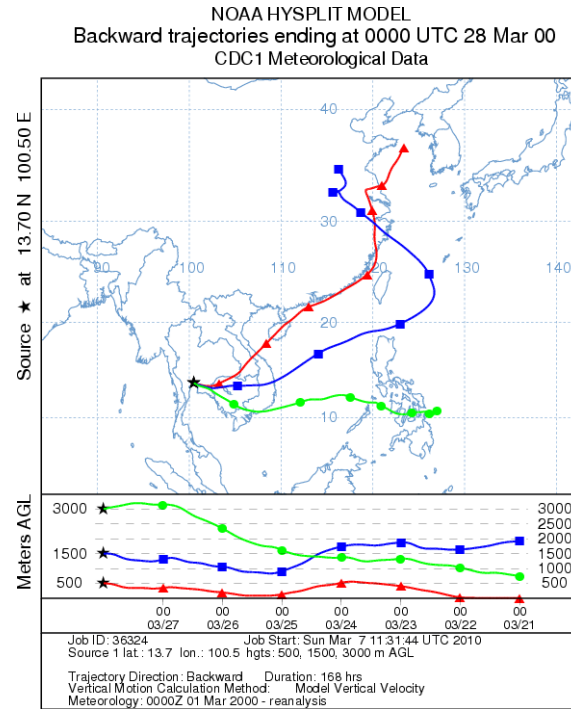 NOAA HYSPLIT MODEL
Backward trajectories ending at 0000 UTC 28 Mar 00
CDC1 Meteorological Data
Source ★ at 13.70 N 100.50 E
40
30
20
10
90 100 110 120 130 140
Meters AGL
3000 3000
2500
2000
1500 1500
1000
500 500
00 00 00 00 00 00 00
03/27 03/26 03/25 03/24 03/23 03/22 03/21
Job ID: 36324 Job Start: Sun Mar 7 11:31:44 UTC 2010
Source 1 lat.: 13.7 lon.: 100.5 hgts: 500, 1500, 3000 m AGL
Trajectory Direction: Backward Duration: 168 hrs
Vertical Motion Calculation Method: Model Vertical Velocity
Meteorology: 0000Z 01 Mar 2000 - reanalysis